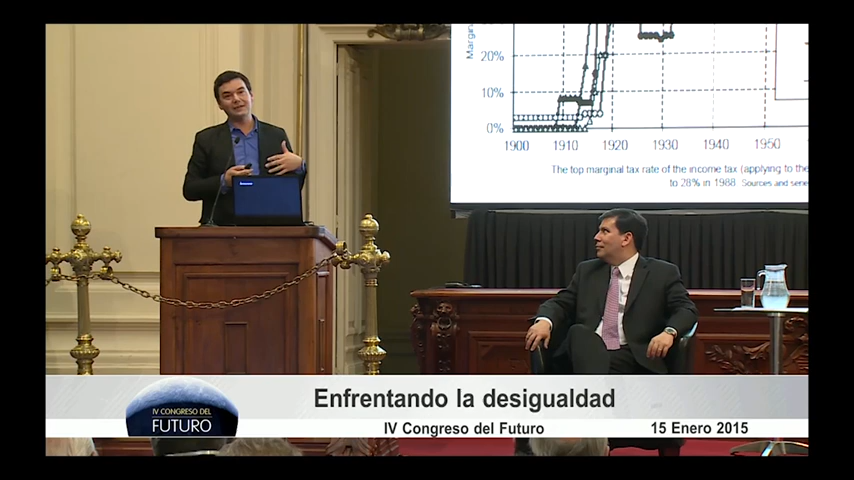 20%
10%
0%
1900 1910 1920 1930 1940 1950
The top marginal tax rate of the income tax (applying to the
to 28% in 1988 Sources and serie
lenovo
Enfrentando la desigualdad
IV CONGRESO DEL
FUTURO
IV Congreso del Futuro 15 Enero 2015